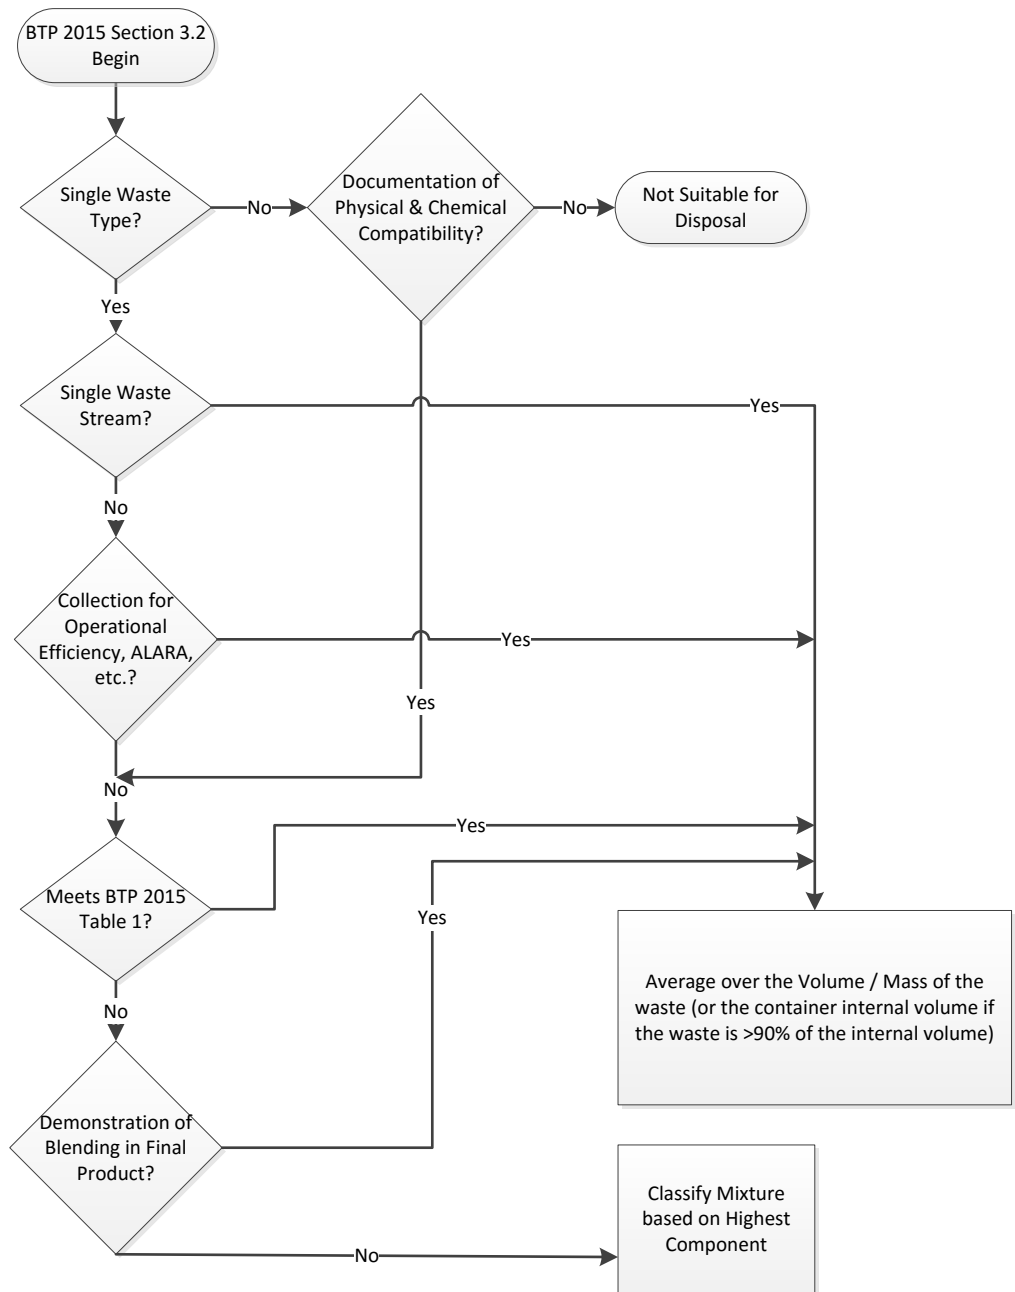 BTP 2015 Section 3.2
Begin
Single Waste
Type?
No
Documentation of
Physical & Chemical
Compatibility?
No
Not Suitable for
Disposal
Yes
Single Waste
Stream?
Yes
No
Collection for
Operational
Efficiency, ALARA,
etc.?
Yes
Yes
No
Yes
Meets BTP 2015
Table 1?
Yes
No
Average over the Volume / Mass of the
waste (or the container internal volume if
the waste is >90% of the internal volume)
Demonstration of
Blending in Final
Product?
No
Classify Mixture
based on Highest
Component